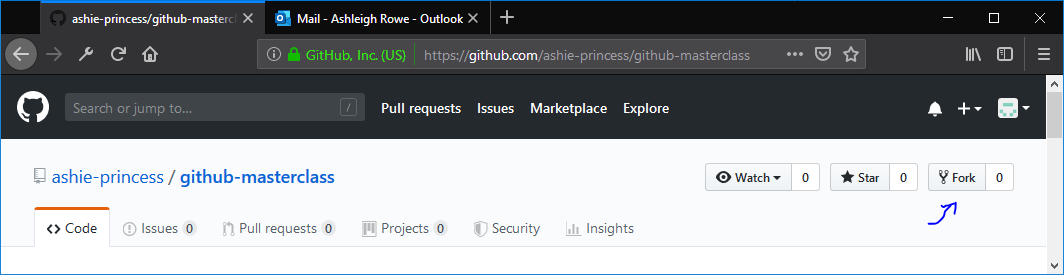 ashie-princess/github-mastercl
Mail - Ashleigh Rowe - Outlook
GitHub, Inc. (US) https://github.com/ashie-princess/github-masterclass
Search or jump to... / Pull requests Issues Marketplace Explore
ashie-princess / github-masterclass Watch 0 Star 0 Fork 0
Code Issues 0 Pull requests 0 Projects 0 Security Insights